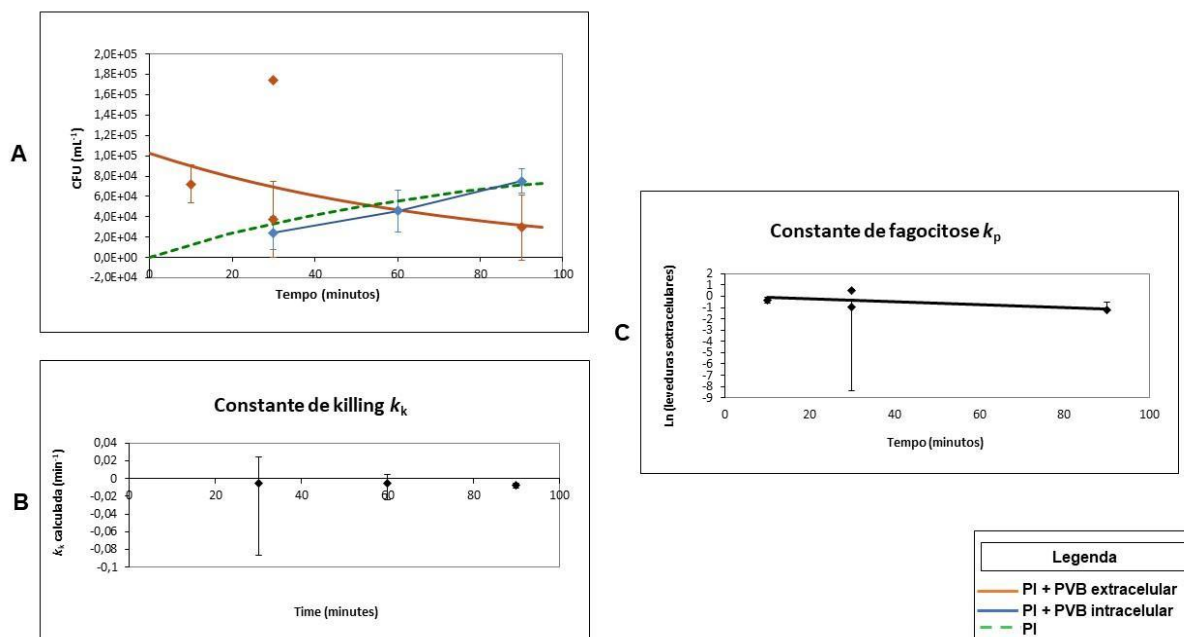 A
2,0E+05
1,8E+05
1,6E+05
1,4E+05
1,2E+05
1,0E+05
8,0E+04
6,0E+04
4,0E+04
2,0E+04
0,0E+00
-2,0E+04
CFU (mL-1)
0 20 40 60 80 100
Tempo (minutos)
B
Constante de killing kk
0,04
0,02
0
-0,02
-0,04
-0,06
-0,08
-0,1
kk calculada (min-1)
0 20 40 60 80 100
Time (minutes)
C
Constante de fagocitose kp
2
1
0
-1
-2
-3
-4
-5
-6
-7
-8
-9
Ln (leveduras extracelulares)
0 20 40 60 80 100
Tempo (minutos)
Legenda
PI + PVB extracelular
PI + PVB intracelular
PI